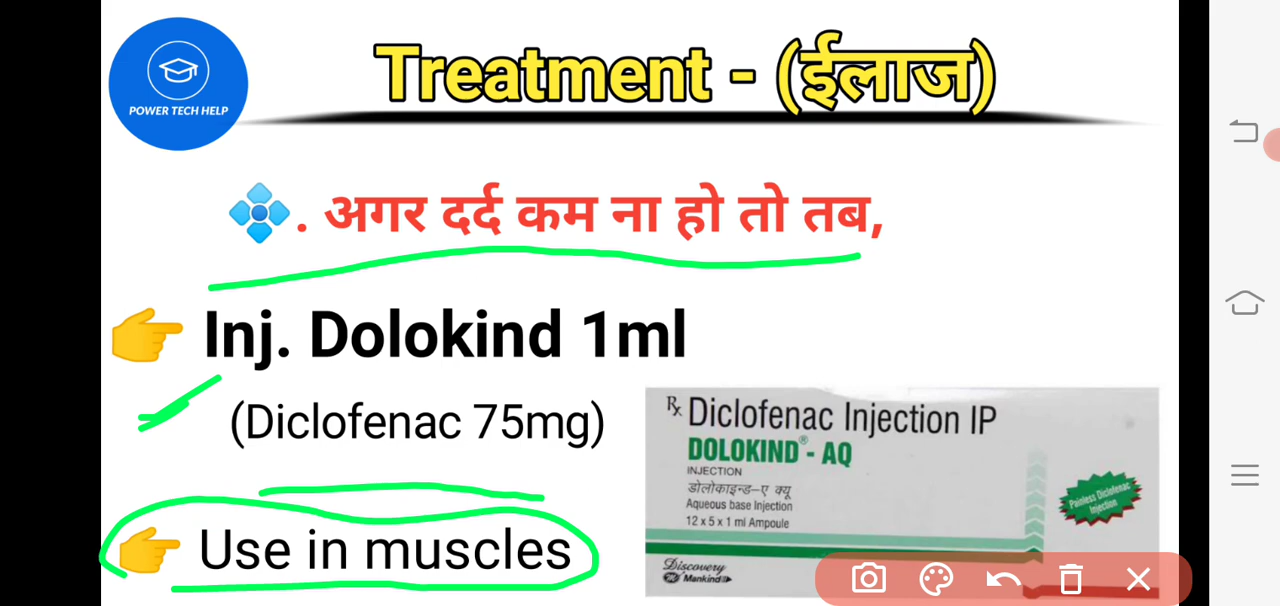 POWER TECH HELP
Treatment - (ईलाज)
. अगर दर्द कम ना हो तो तब,
Inj. Dolokind 1ml
(Diclofenac 75mg)
Use in muscles
Rx Diclofenac Injection IP
DOLOKIND® - AQ
INJECTION
डोलोकाइन्ड-ए क्यू
Aqueous base Injection
12 x 5 x 1 ml Ampoule
Painless Diclofenac
Injection
Discovery
Mankind